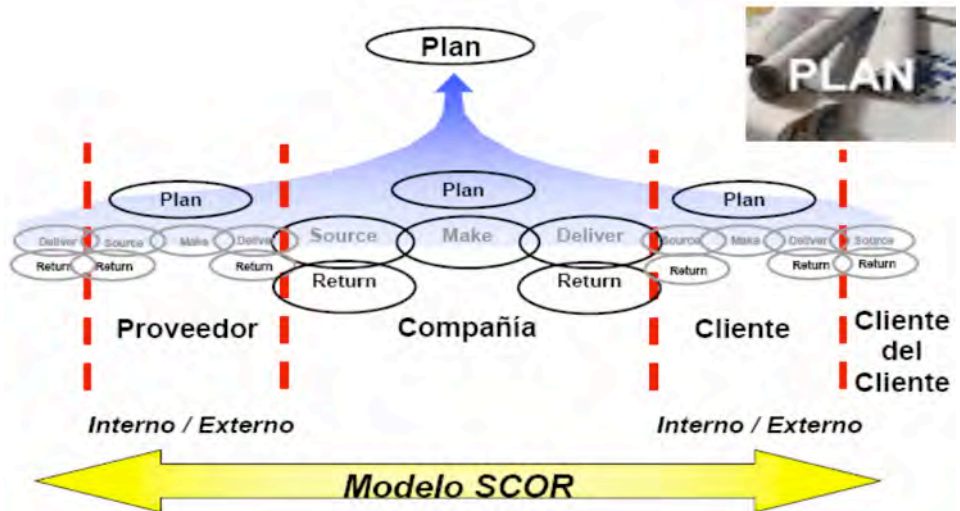 Plan
PLAN
Plan
Plan
Plan
Deliver
Source
Make
Deliver
Source
Make
Deliver
Source
Make
Deliver
Source
Return
Return
Return
Return
Return
Return
Return
Return
Proveedor
Compañía
Cliente
Cliente
del
Cliente
Interno / Externo
Interno / Externo
Modelo SCOR